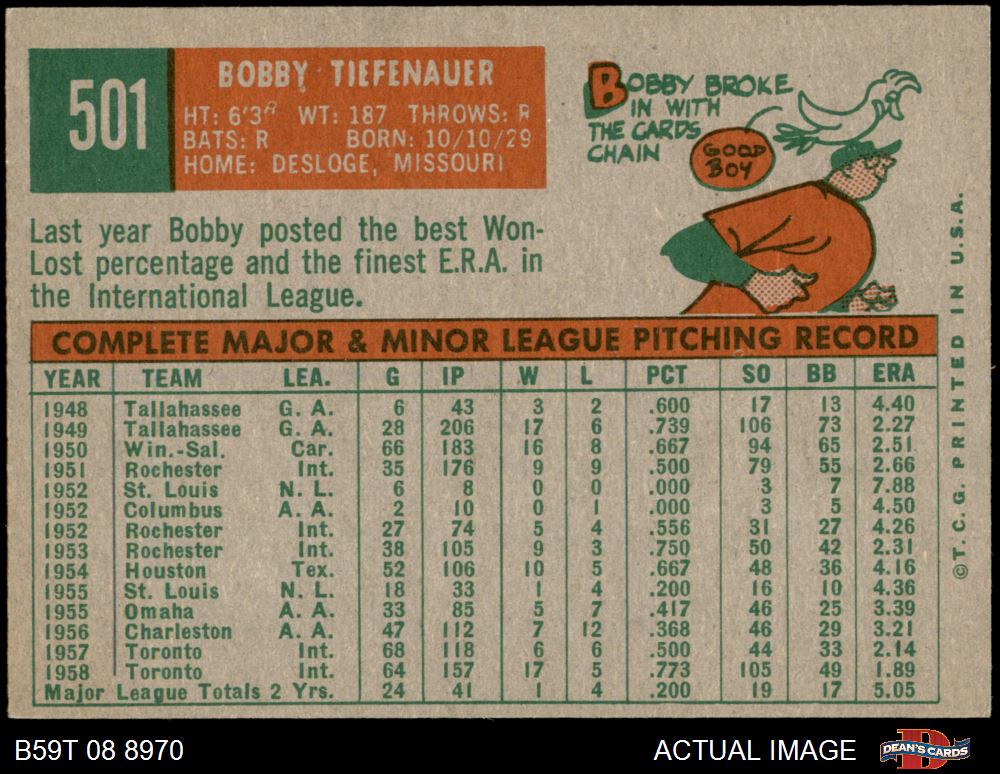 501
BOBBY TIEFENAUER
HT: 6'3" WT: 187 THROWS: R
BATS: R BORN: 10/10/29
HOME: DESLOGE, MISSOURI
BOBBY BROKE
IN WITH
THE CARDS
CHAIN
GOOD
BOY
Last year Bobby posted the best Won-
Lost percentage and the finest E.R.A. in
the International League.
COMPLETE MAJOR & MINOR LEAGUE PITCHING RECORD
YEAR TEAM LEA. G IP W L PCT SO BB ERA
1948 Tallahassee G. A. 6 43 3 2 .600 17 13 4.40
1949 Tallahassee G. A. 28 206 17 6 .739 106 73 2.27
1950 Win.-Sal. Car. 66 183 16 8 .667 94 65 2.51
1951 Rochester Int. 35 176 9 9 .500 79 55 2.66
1952 St. Louis N. L. 6 8 0 0 .000 3 7 7.88
1952 Columbus A. A. 2 10 0 1 .000 3 5 4.50
1952 Rochester Int. 27 74 5 4 .556 31 27 4.26
1953 Rochester Int. 38 105 9 3 .750 50 42 2.31
1954 Houston Tex. 52 106 10 5 .667 48 36 4.16
1955 St. Louis N. L. 18 33 1 4 .200 16 10 4.36
1955 Omaha A. A. 33 85 5 7 .417 46 25 3.39
1956 Charleston A. A. 47 112 7 12 .368 46 29 3.21
1957 Toronto Int. 68 118 6 6 .500 44 33 2.14
1958 Toronto Int. 64 157 17 5 .773 105 49 1.89
Major League Totals 2 Yrs. 24 41 1 4 .200 19 17 5.05
©T. C. G. PRINTED IN U.S.A.
B59T 08 8970
ACTUAL IMAGE
DEAN'S CARDS